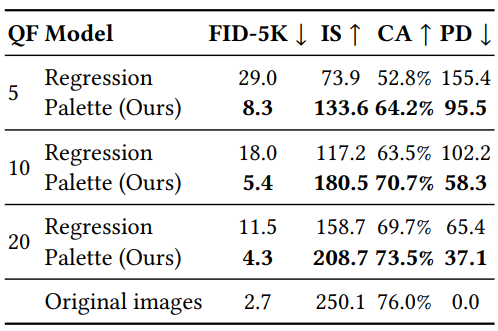 QF Model FID-5K ↓ IS ↑ CA ↑ PD ↓
5 Regression 29.0 73.9 52.8% 155.4
Palette (Ours) 8.3 133.6 64.2% 95.5
10 Regression 18.0 117.2 63.5% 102.2
Palette (Ours) 5.4 180.5 70.7% 58.3
20 Regression 11.5 158.7 69.7% 65.4
Palette (Ours) 4.3 208.7 73.5% 37.1
Original images 2.7 250.1 76.0% 0.0